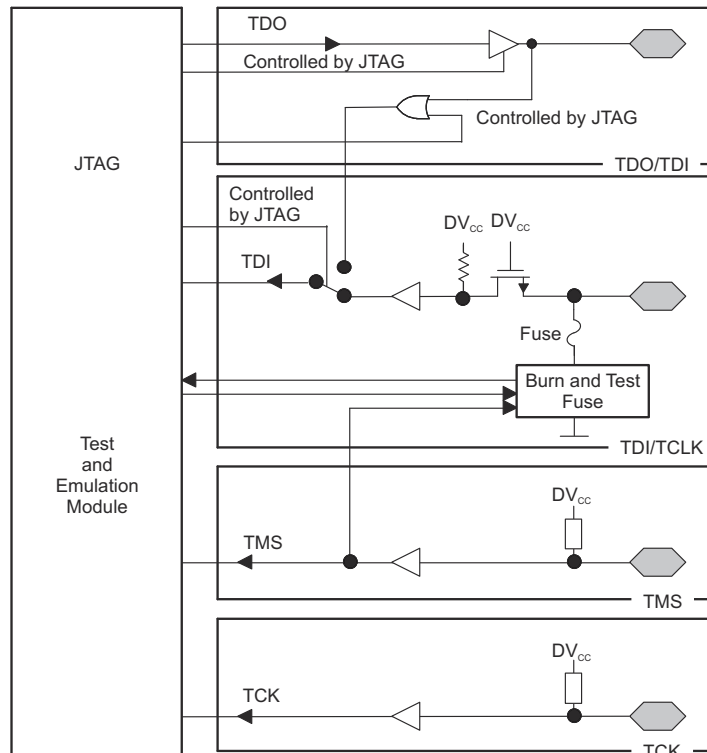 TDO
Controlled by JTAG
Controlled by JTAG
JTAG
TDO/TDI
Controlled
by JTAG
DVCC
DVCC
TDI
Fuse
Burn and Test
Fuse
TDI/TCLK
Test
and
Emulation
Module
DVCC
TMS
TMS
DVCC
TCK
TCK